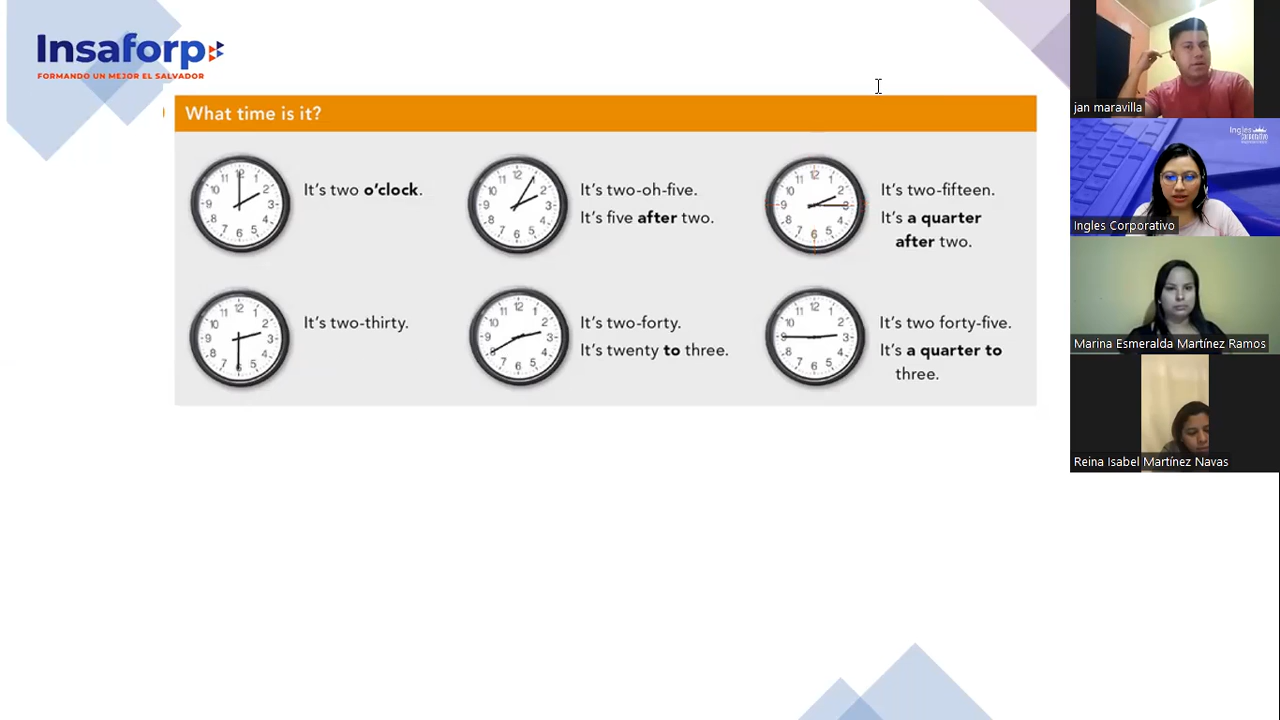 Insaforp
FORMANDO UN MEJOR EL SALVADOR
What time is it?
It's two o'clock.
It's two-oh-five.
It's five after two.
It's two-fifteen.
It's a quarter
after two.
It's two-thirty.
It's two-forty.
It's twenty to three.
It's two forty-five.
It's a quarter to
three.
jan maravilla
Ingles
CORPORATIVO
Ingles Corporativo
Marina Esmeralda Martínez Ramos
Reina Isabel Martínez Navas